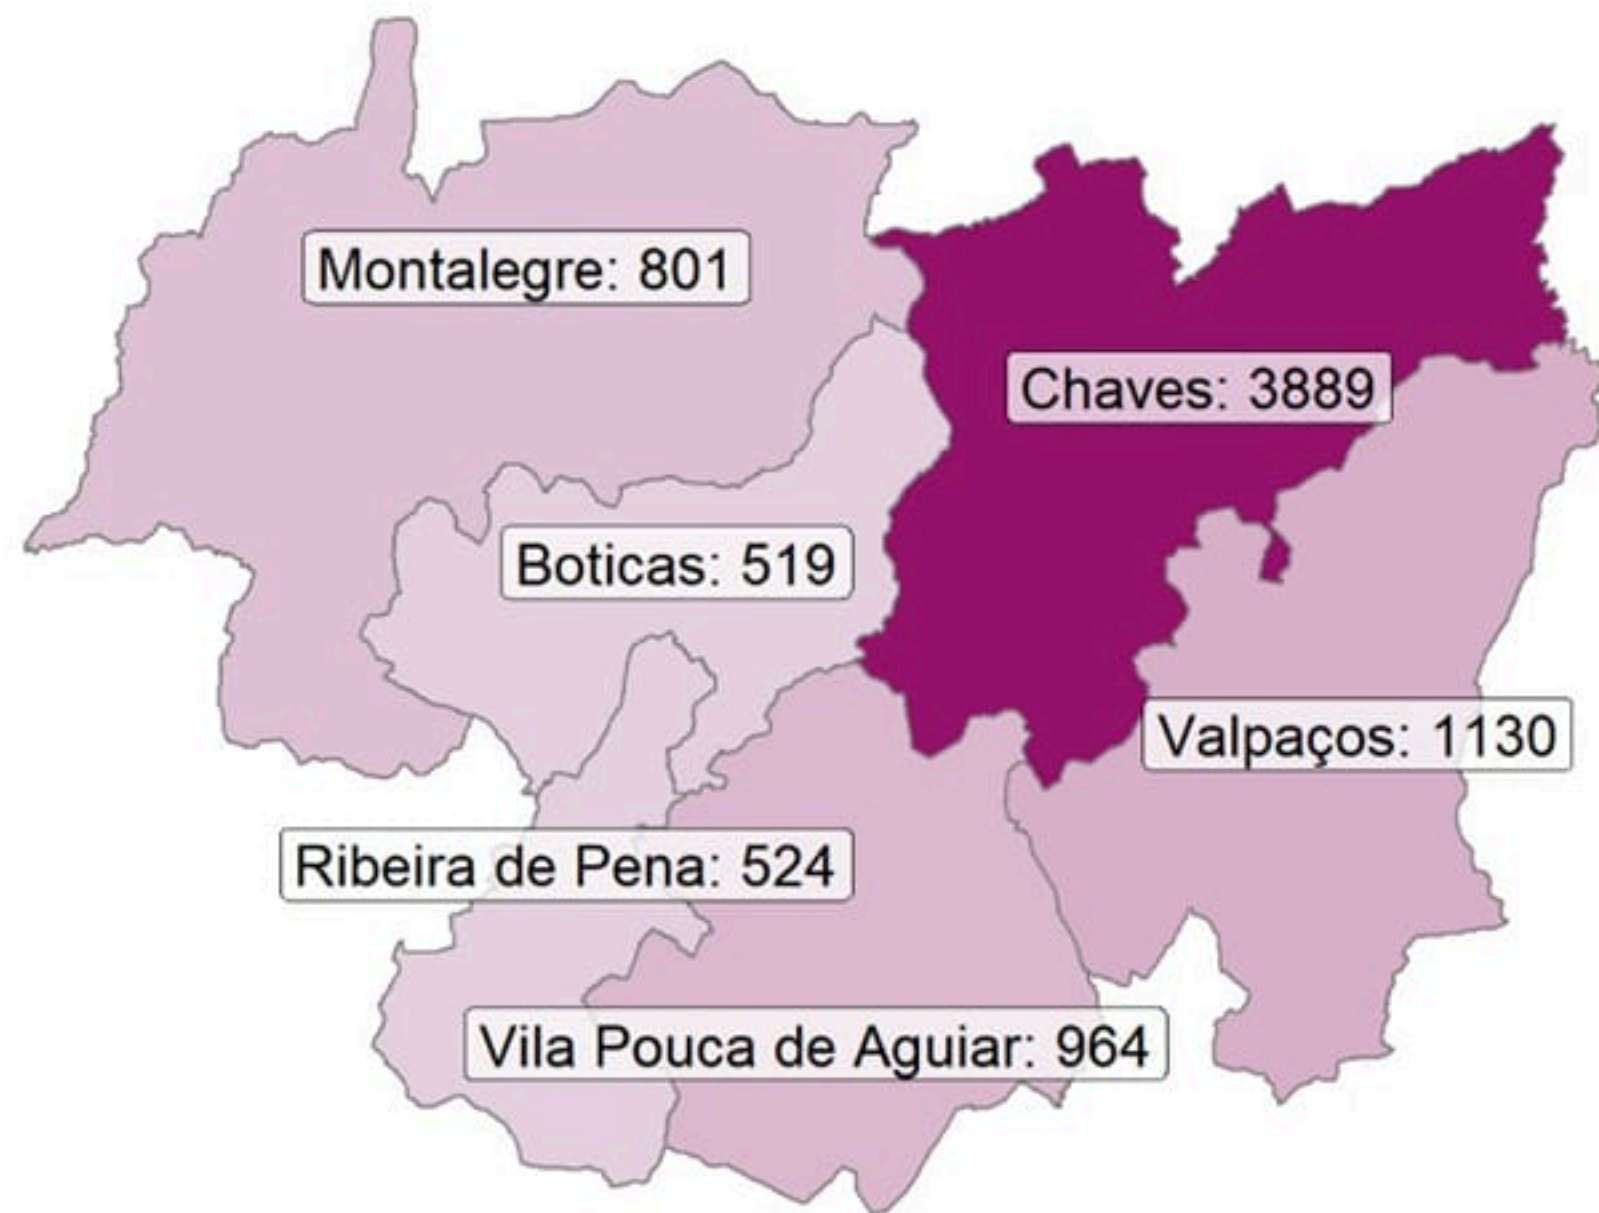 Montalegre: 801
Chaves: 3889
Boticas: 519
Valpaços: 1130
Ribeira de Pena: 524
Vila Pouca de Aguiar: 964